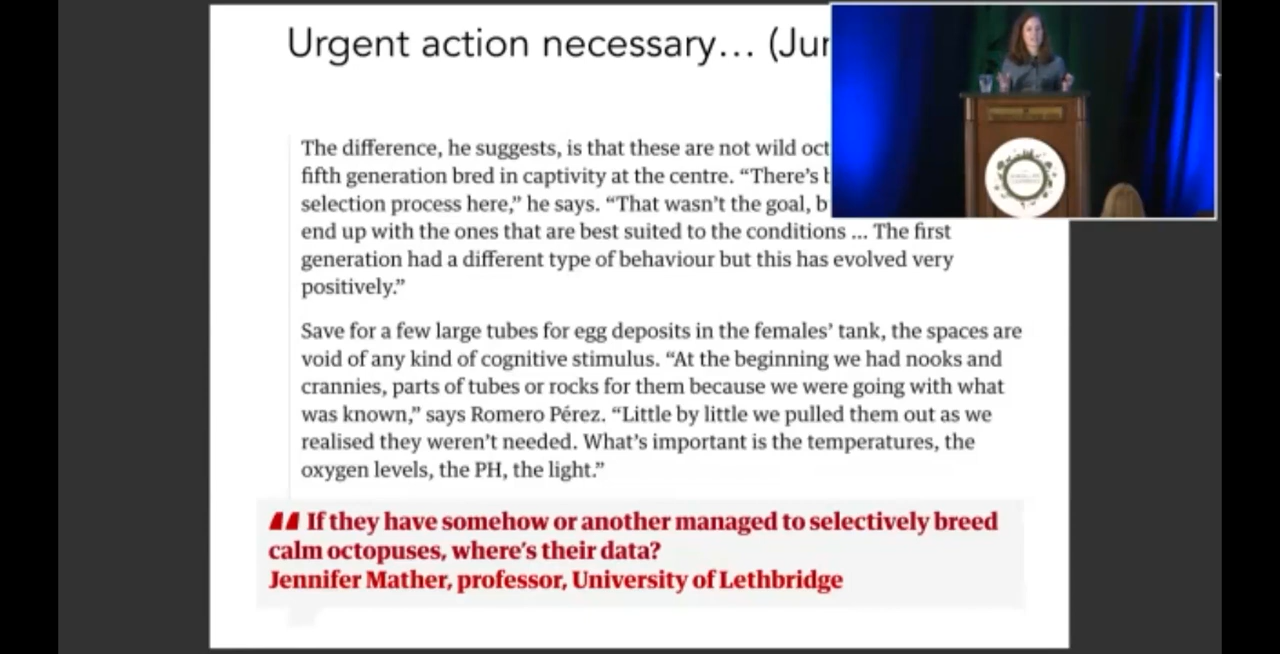 Urgent action necessary… (Jur
The difference, he suggests, is that these are not wild oct
fifth generation bred in captivity at the centre. “There’s b
selection process here,” he says. “That wasn’t the goal, b
end up with the ones that are best suited to the conditions ... The first
generation had a different type of behaviour but this has evolved very
positively.”
Save for a few large tubes for egg deposits in the females’ tank, the spaces are
void of any kind of cognitive stimulus. “At the beginning we had nooks and
crannies, parts of tubes or rocks for them because we were going with what
was known,” says Romero Pérez. “Little by little we pulled them out as we
realised they weren’t needed. What’s important is the temperatures, the
oxygen levels, the PH, the light.”
If they have somehow or another managed to selectively breed
calm octopuses, where’s their data?
Jennifer Mather, professor, University of Lethbridge